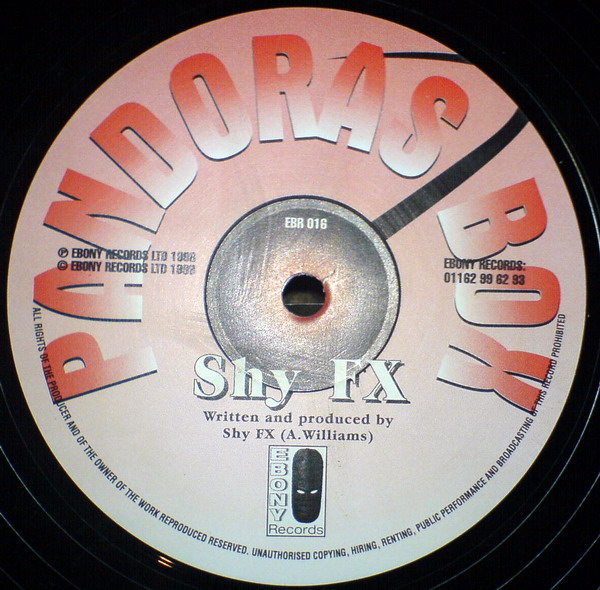 PANDORAS BOX
EBR 016
℗ EBONY RECORDS LTD 1998
© EBONY RECORDS LTD 1998
EBONY RECORDS:
01162 99 62 93
Shy FX
Written and produced by
Shy FX (A.Williams)
EBONY
Records
ALL RIGHTS OF THE PRODUCER AND OF THE OWNER OF THE WORK REPRODUCED RESERVED. UNAUTHORISED COPYING, HIRING, RENTING, PUBLIC PERFORMANCE AND BROADCASTING OF THIS RECORD PROHIBITED